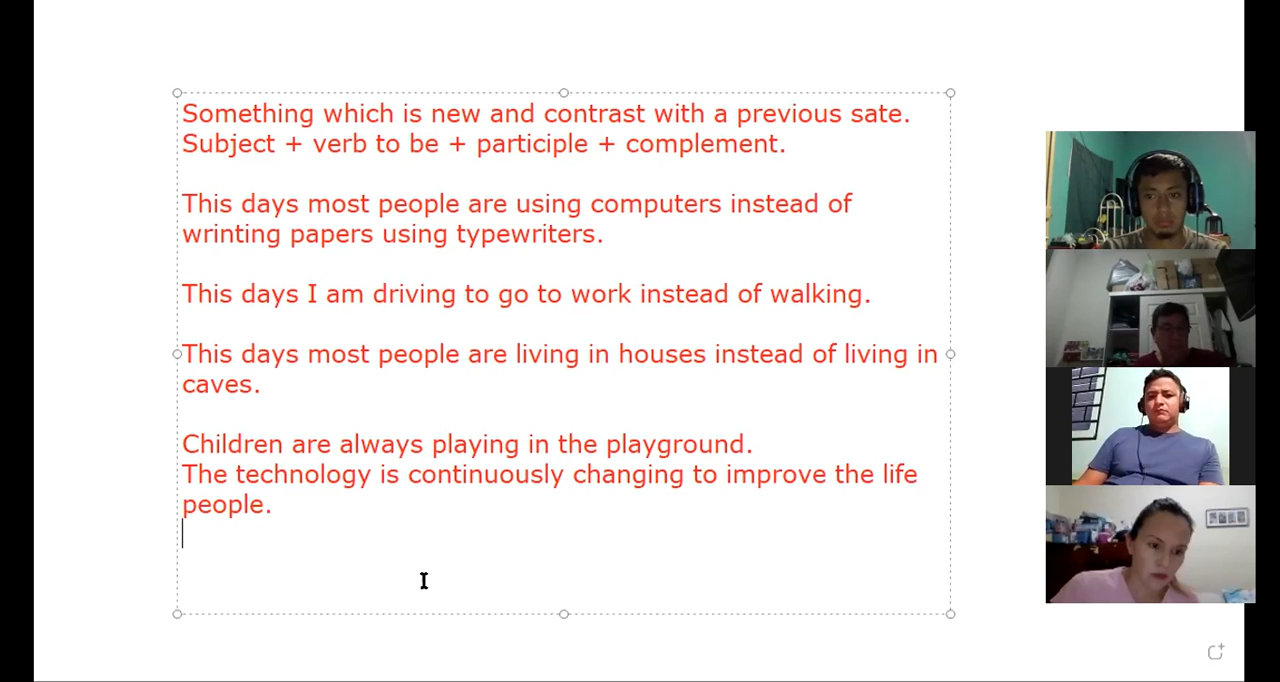 Something which is new and contrast with a previous sate.
Subject + verb to be + participle + complement.
This days most people are using computers instead of
wrinting papers using typewriters.
This days I am driving to go to work instead of walking.
This days most people are living in houses instead of living in
caves.
Children are always playing in the playground.
The technology is continuously changing to improve the life
people.